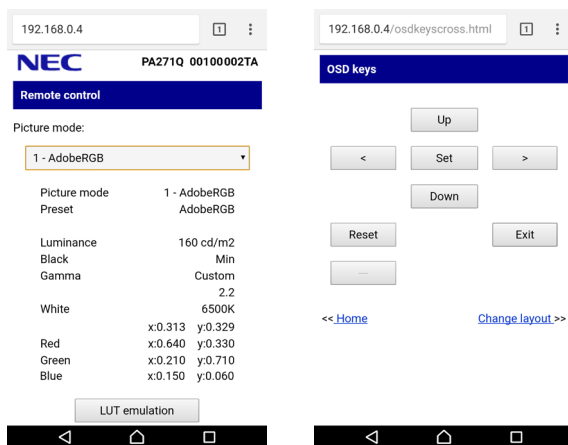 192.168.0.4
1
NEC PA271Q 00100002TA
Remote control
Picture mode:
1 - AdobeRGB
Picture mode 1 - AdobeRGB
Preset AdobeRGB
Luminance 160 cd/m2
Black Min
Gamma Custom
2.2
White 6500K
x:0.313 y:0.329
Red x:0.640 y:0.330
Green x:0.210 y:0.710
Blue x:0.150 y:0.060
LUT emulation
192.168.0.4/osdkeyscross.html
1
OSD keys
Up
< Set >
Down
Reset Exit
---
<< Home Change layout >>